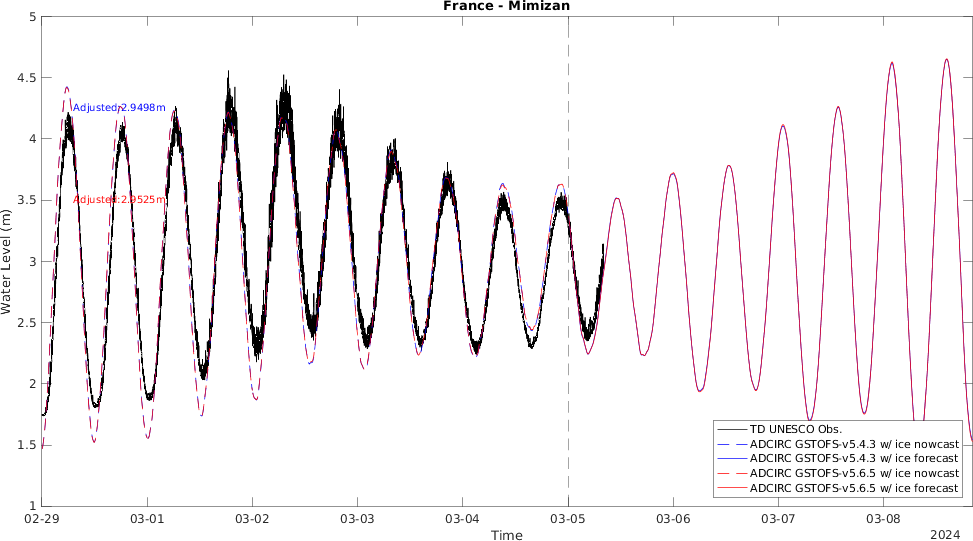 France - Mimizan
5
4.5
4
3.5
3
2.5
2
1.5
1
Water Level (m)
Adjusted:2.9498m
Adjusted:2.9525m
TD UNESCO Obs.
ADCIRC GSTOFS-v5.4.3 w/ ice nowcast
ADCIRC GSTOFS-v5.4.3 w/ ice forecast
ADCIRC GSTOFS-v5.6.5 w/ ice nowcast
ADCIRC GSTOFS-v5.6.5 w/ ice forecast
02-29 03-01 03-02 03-03 03-04 03-05 03-06 03-07 03-08
Time
2024